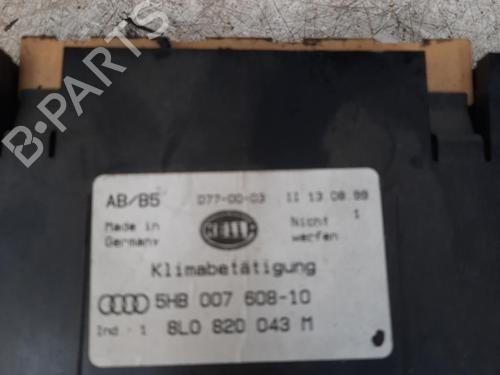 B-PARTS
AB/B5 D77-00-03 11 13.08.99
Made in Germany
HELLA
Nicht werfen 1
Klimabetätigung
5HB 007 608-10
Ind. 1 8L0 820 043 M